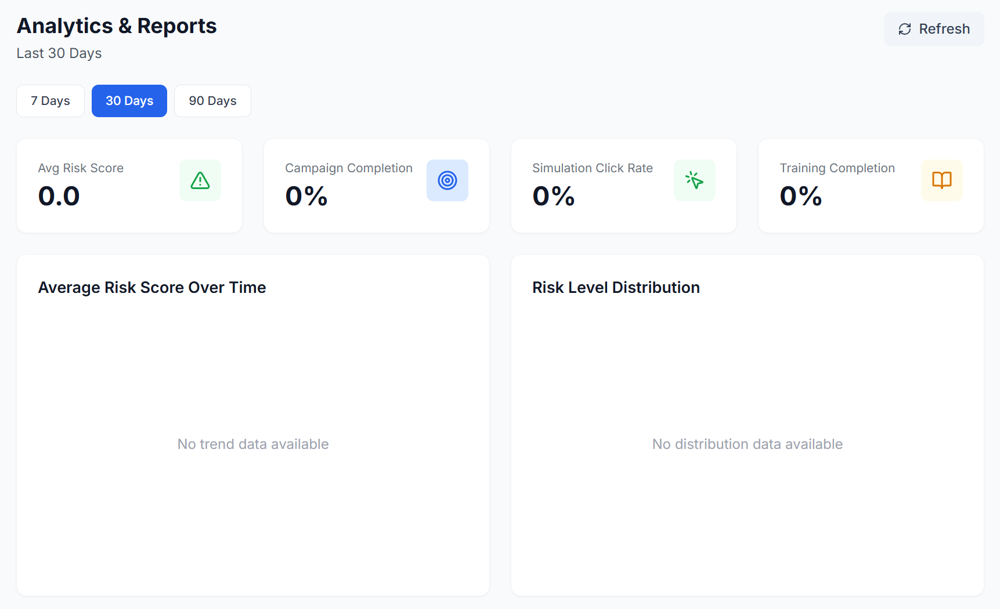 Analytics & Reports
Last 30 Days
Refresh
7 Days
30 Days
90 Days
Avg Risk Score
0.0
Campaign Completion
0%
Simulation Click Rate
0%
Training Completion
0%
Average Risk Score Over Time
No trend data available
Risk Level Distribution
No distribution data available